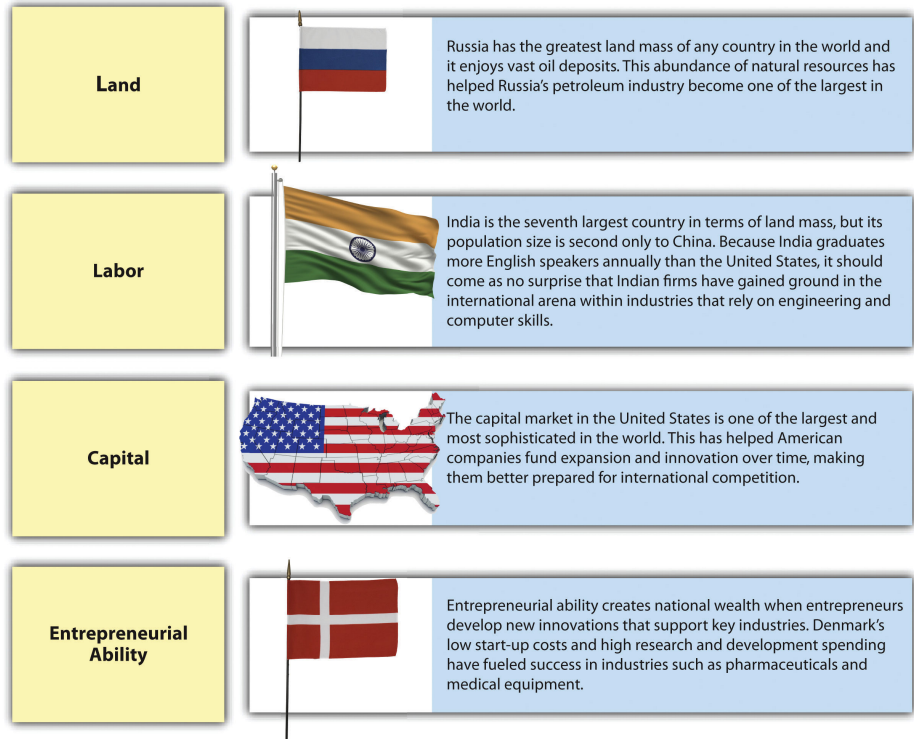 Land
Russia has the greatest land mass of any country in the world and
it enjoys vast oil deposits. This abundance of natural resources has
helped Russia's petroleum industry become one of the largest in
the world.
Labor
India is the seventh largest country in terms of land mass, but its
population size is second only to China. Because India graduates
more English speakers annually than the United States, it should
come as no surprise that Indian firms have gained ground in the
international arena within industries that rely on engineering and
computer skills.
Capital
The capital market in the United States is one of the largest and
most sophisticated in the world. This has helped American
companies fund expansion and innovation over time, making
them better prepared for international competition.
Entrepreneurial
Ability
Entrepreneurial ability creates national wealth when entrepreneurs
develop new innovations that support key industries. Denmark's
low start-up costs and high research and development spending
have fueled success in industries such as pharmaceuticals and
medical equipment.